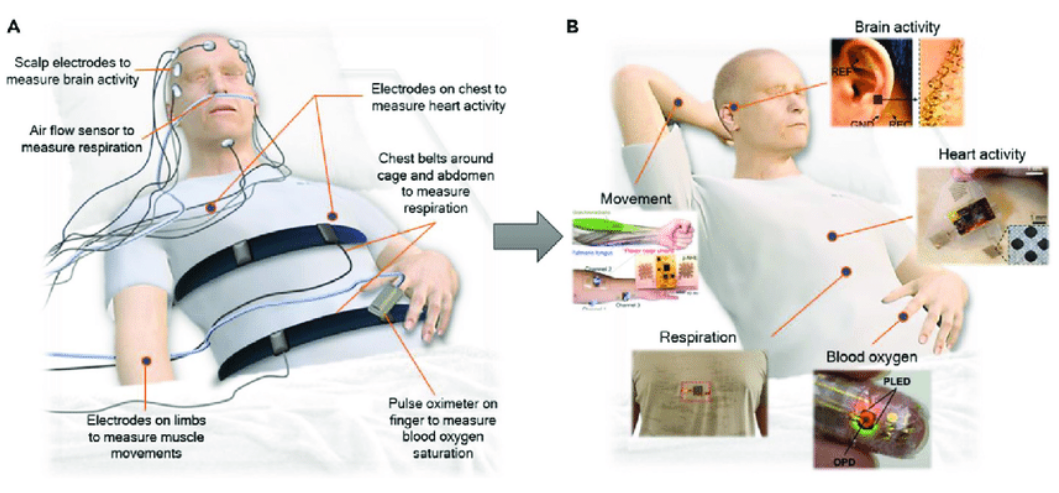 A
Scalp electrodes to
measure brain activity
Air flow sensor to
measure respiration
Electrodes on chest to
measure heart activity
Chest belts around
cage and abdomen
to measure
respiration
Electrodes on limbs
to measure muscle
movements
Pulse oximeter on
finger to measure
blood oxygen
saturation
B
Brain activity
REF
GND REC
Heart activity
1 mm
Movement
Channel 2
Channel 3
Respiration
Blood oxygen
PLED
OPD